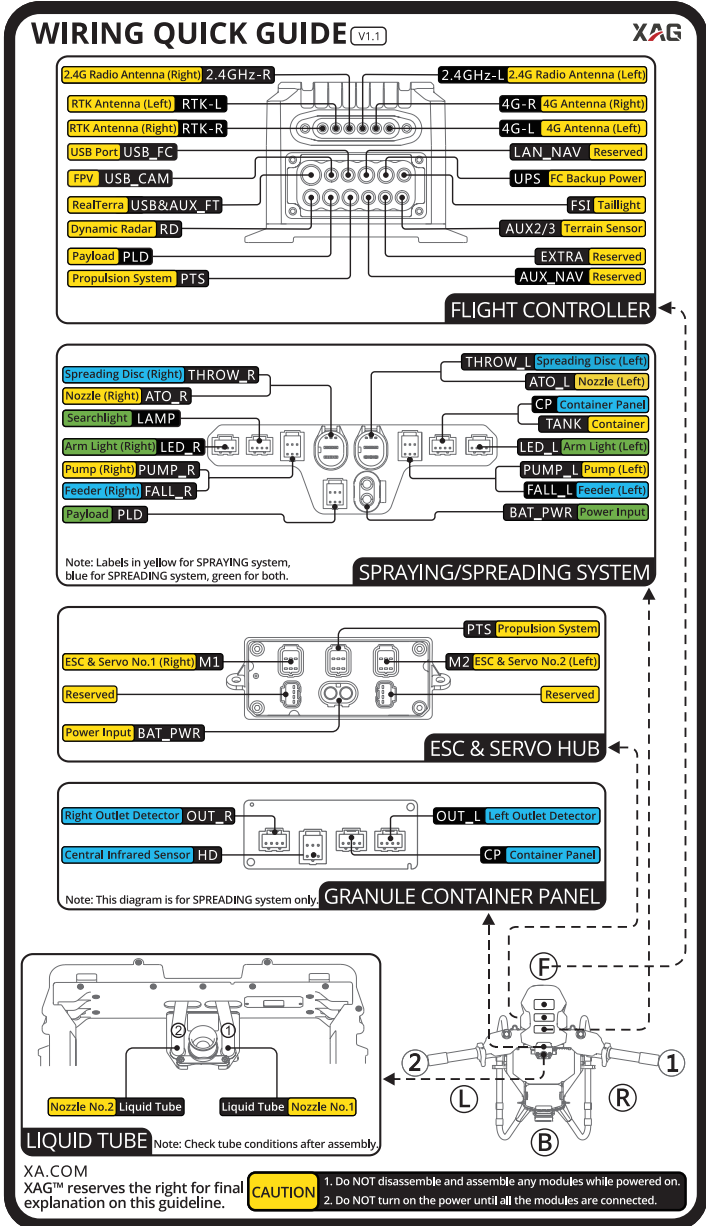 WIRING QUICK GUIDE V1.1
XAG
2.4G Radio Antenna (Right) 2.4GHz-R
2.4GHz-L 2.4G Radio Antenna (Left)
RTK Antenna (Left) RTK-L
4G-R 4G Antenna (Right)
RTK Antenna (Right) RTK-R
4G-L 4G Antenna (Left)
USB Port USB_FC
LAN_NAV Reserved
FPV USB_CAM
UPS FC Backup Power
RealTerra USB&AUX_FT
FSI Taillight
Dynamic Radar RD
AUX2/3 Terrain Sensor
Payload PLD
EXTRA Reserved
Propulsion System PTS
AUX_NAV Reserved
FLIGHT CONTROLLER
THROW_L Spreading Disc (Left)
Spreading Disc (Right) THROW_R
ATO_L Nozzle (Left)
Nozzle (Right) ATO_R
CP Container Panel
Searchlight LAMP
TANK Container
Arm Light (Right) LED_R
LED_L Arm Light (Left)
Pump (Right) PUMP_R
PUMP_L Pump (Left)
Feeder (Right) FALL_R
FALL_L Feeder (Left)
Payload PLD
BAT_PWR Power Input
Note: Labels in yellow for SPRAYING system,
blue for SPREADING system, green for both.
SPRAYING/SPREADING SYSTEM
PTS Propulsion System
ESC & Servo No.1 (Right) M1
M2 ESC & Servo No.2 (Left)
Reserved
Reserved
Power Input BAT_PWR
ESC & SERVO HUB
Right Outlet Detector OUT_R
OUT_L Left Outlet Detector
Central Infrared Sensor HD
CP Container Panel
Note: This diagram is for SPREADING system only.
GRANULE CONTAINER PANEL
F
2
1
L
R
B
2
1
Nozzle No.2 Liquid Tube
Liquid Tube Nozzle No.1
LIQUID TUBE Note: Check tube conditions after assembly.
XA.COM
XAG™ reserves the right for final
explanation on this guideline.
CAUTION
1. Do NOT disassemble and assemble any modules while powered on.
2. Do NOT turn on the power until all the modules are connected.